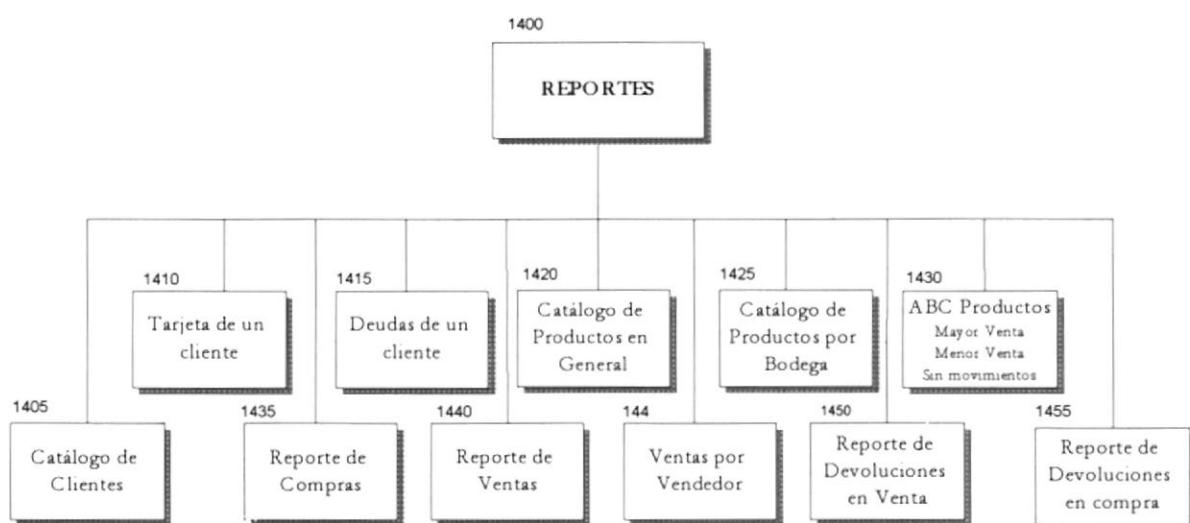 1400
REPORTES
1410
Tarjeta de un
cliente
1415
Deudas de un
cliente
1420
Catálogo de
Productos en
General
1425
Catálogo de
Productos por
Bodega
1430
ABC Productos
Mayor Venta
Menor Venta
Sin movimientos
1405
Catálogo de
Clientes
1435
Reporte de
Compras
1440
Reporte de
Ventas
144
Ventas por
Vendedor
1450
Reporte de
Devoluciones
en Venta
1455
Reporte de
Devoluciones
en compra